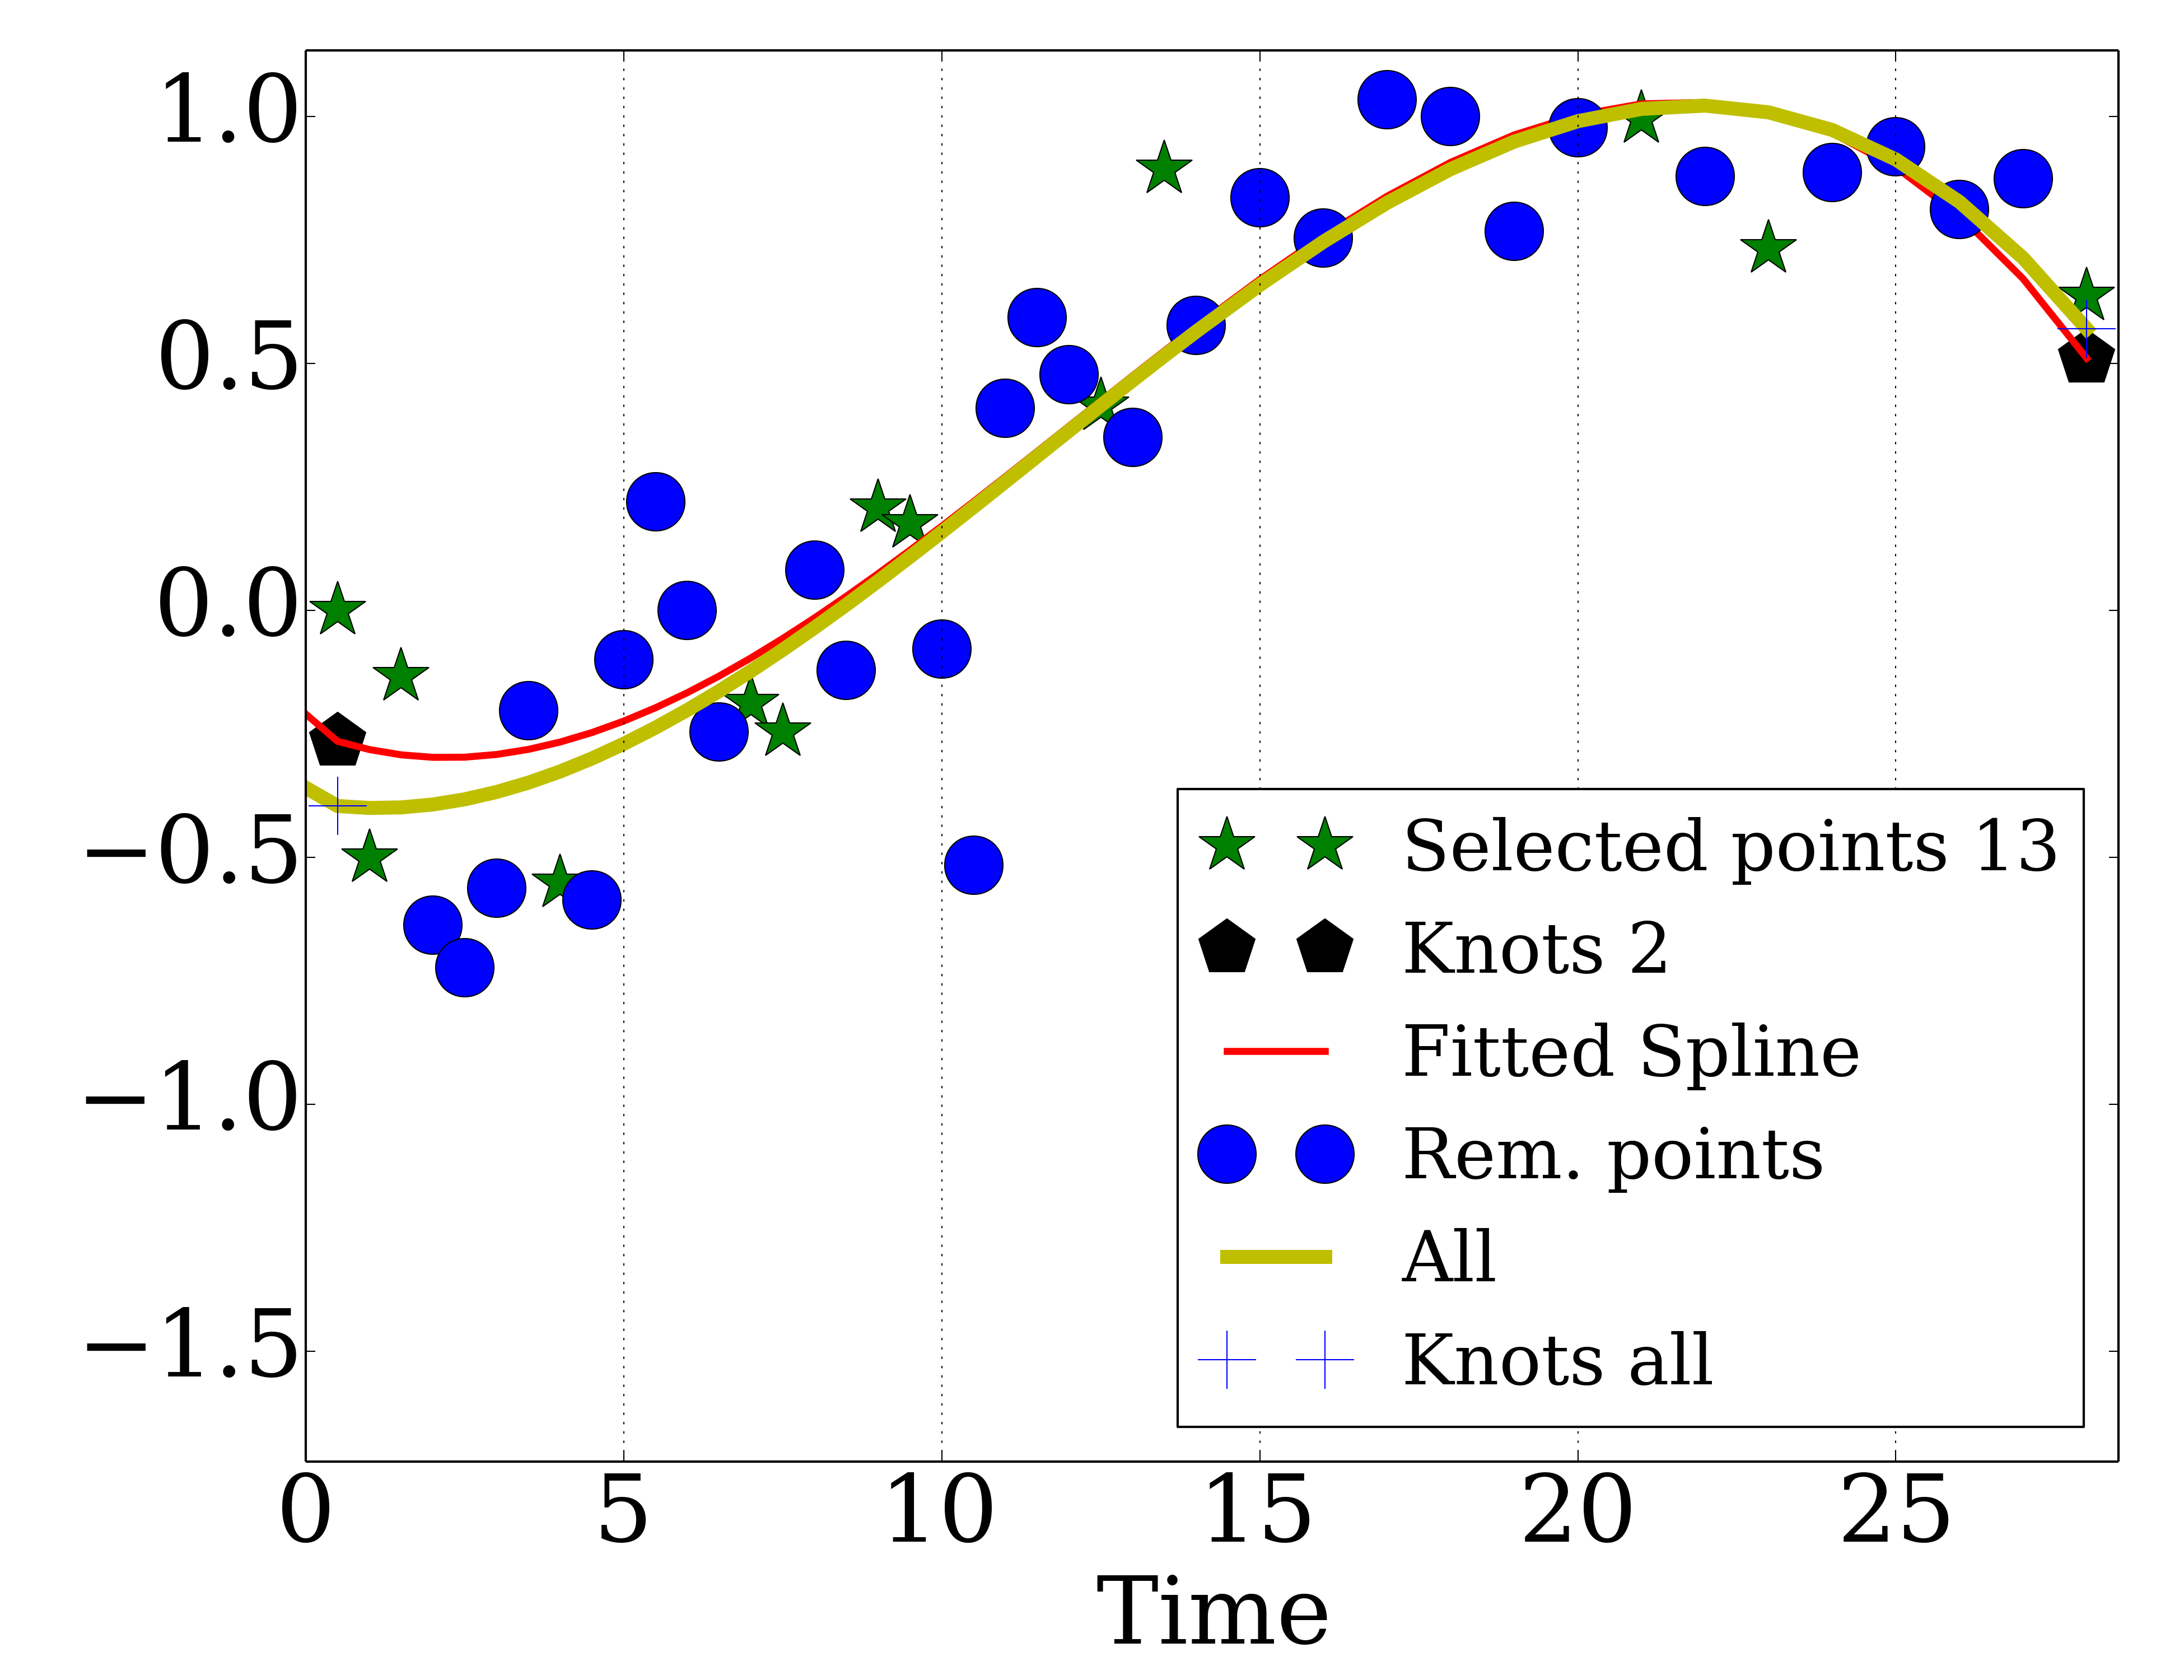 1.0
0.5
0.0
−0.5
−1.0
−1.5
0 5 10 15 20 25
Time
Selected points 13
Knots 2
Fitted Spline
Rem. points
All
Knots all